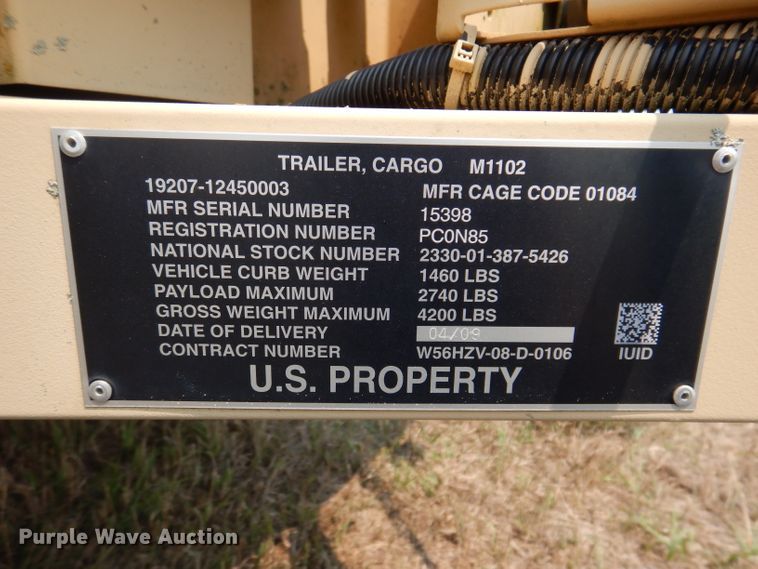 TRAILER, CARGO M1102
19207-12450003 MFR CAGE CODE 01084
MFR SERIAL NUMBER 15398
REGISTRATION NUMBER PC0N85
NATIONAL STOCK NUMBER 2330-01-387-5426
VEHICLE CURB WEIGHT 1460 LBS
PAYLOAD MAXIMUM 2740 LBS
GROSS WEIGHT MAXIMUM 4200 LBS
DATE OF DELIVERY 04/09
CONTRACT NUMBER W56HZV-08-D-0106 IUID
U.S. PROPERTY
Purple Wave Auction